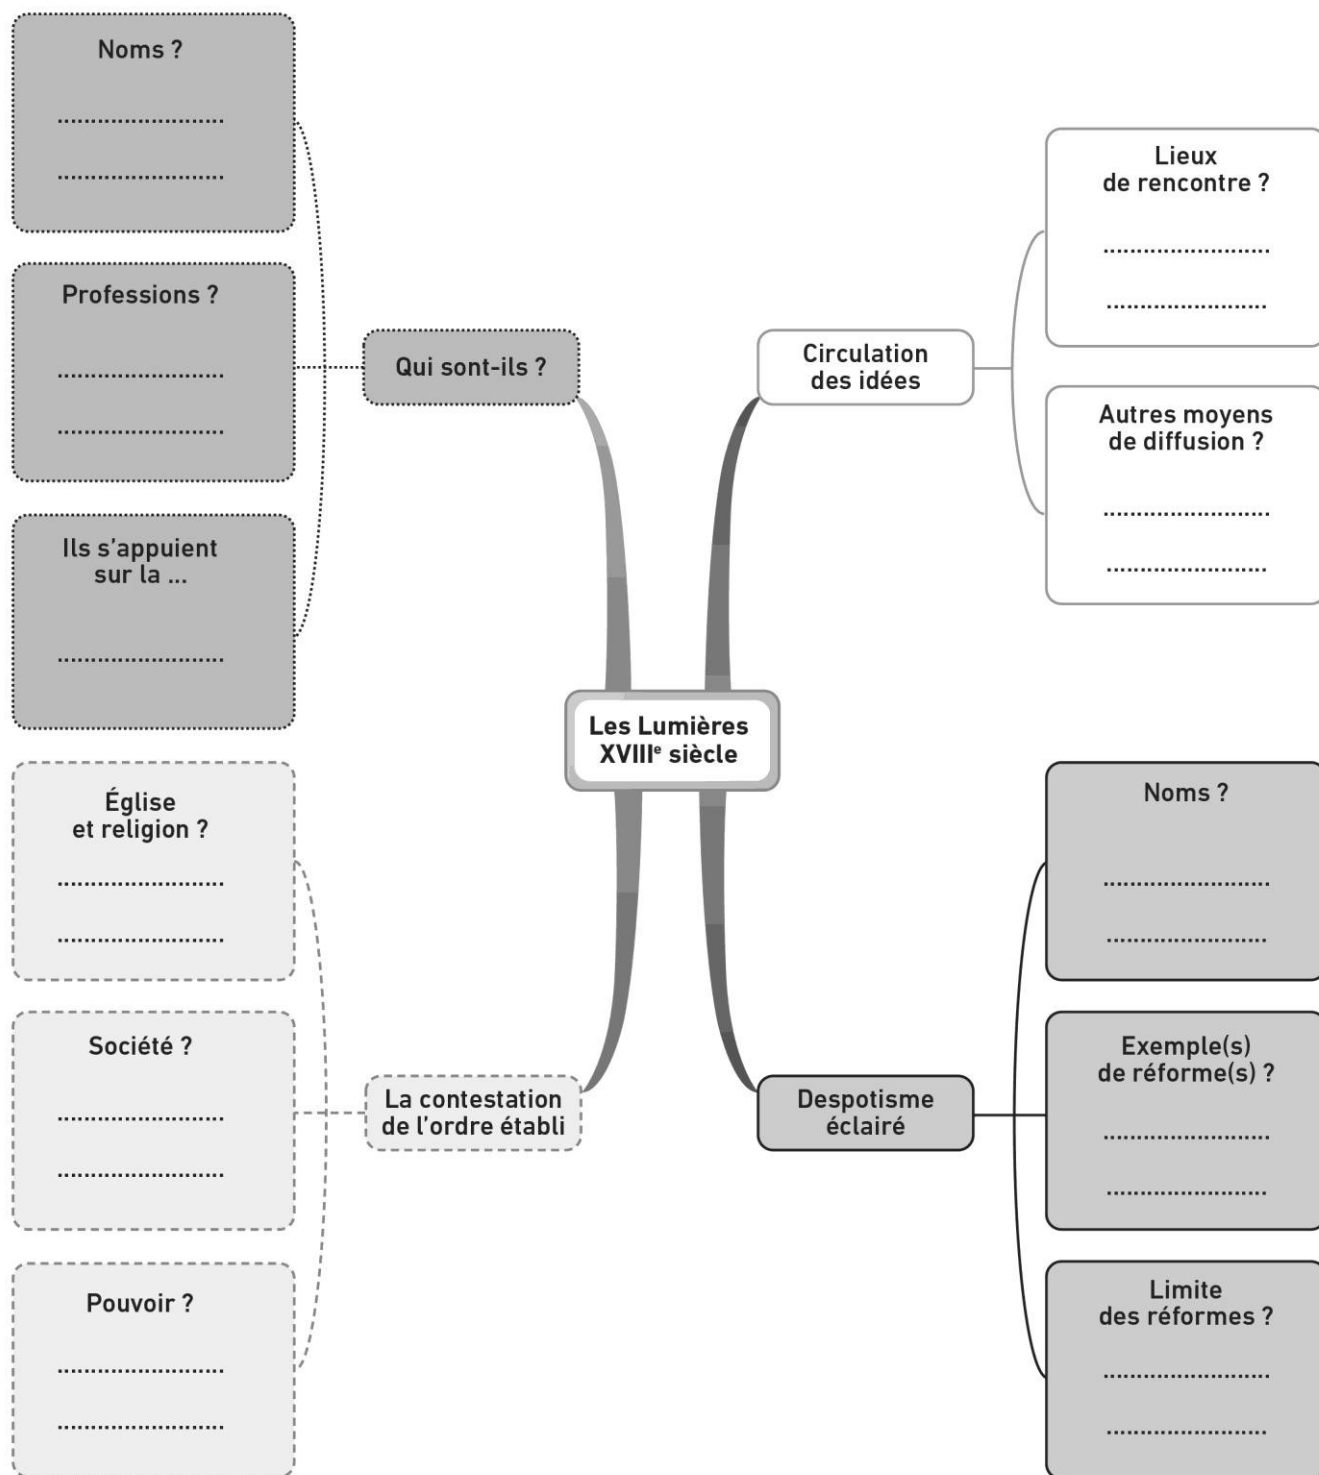 Noms ?
..........................
..........................
Professions ?
..........................
..........................
Ils s'appuient
sur la ...
..........................
Qui sont-ils ?
Circulation
des idées
Lieux
de rencontre ?
..........................
.........................
Autres moyens
de diffusion ?
..........................
.........................
Les Lumières
XVIIIe siècle
Église
et religion ?
..........................
..........................
Société ?
..........................
..........................
Pouvoir ?
..........................
..........................
La contestation
de l'ordre établi
Despotisme
éclairé
Noms ?
..........................
.........................
Exemple(s)
de réforme(s) ?
..........................
.........................
Limite
des réformes ?
..........................
.........................